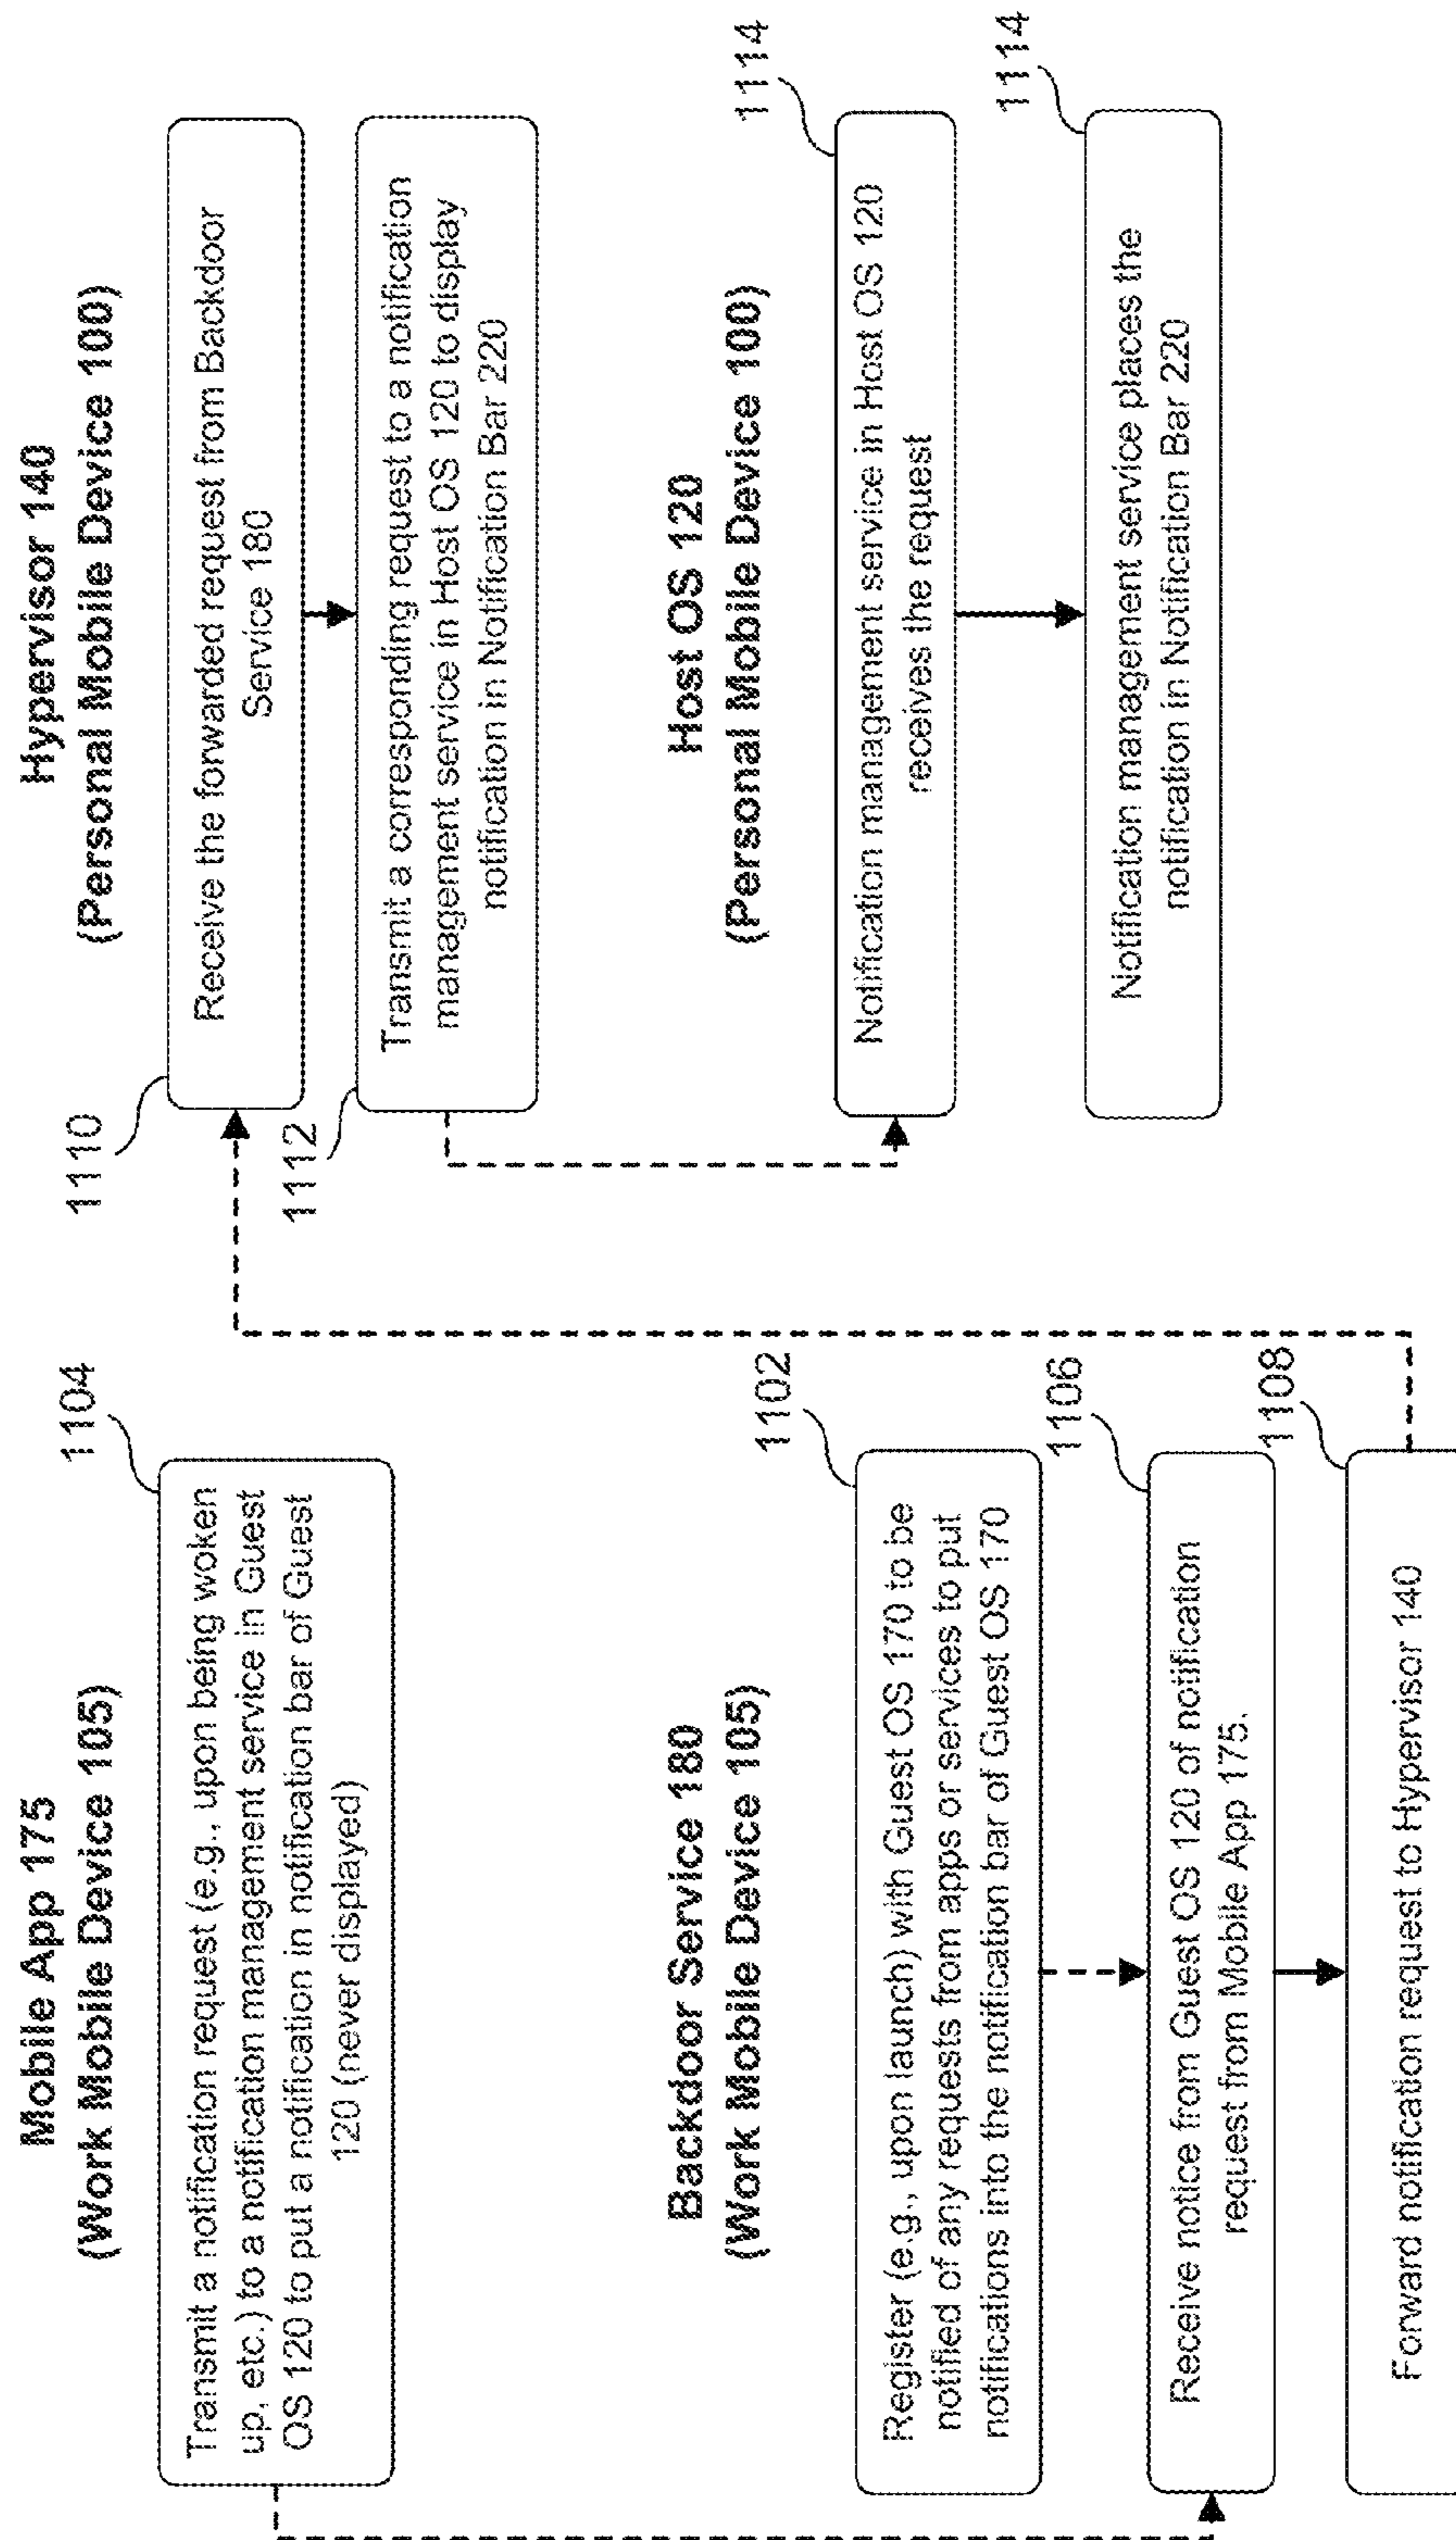 Mobile App 175
(Work Mobile Device 105)
1104
Transmit a notification request (e.g., upon being woken
up, etc.) to a notification management service in Guest
OS 120 to put a notification in notification bar of Guest
120 (never displayed)
Backdoor Service 180
(Work Mobile Device 105)
1102
Register (e.g., upon launch) with Guest OS 170 to be
notified of any requests from apps or services to put
notifications into the notification bar of Guest OS 170
1106
Receive notice from Guest OS 120 of notification
request from Mobile App 175.
1108
Forward notification request to Hypervisor 140
Hypervisor 140
(Personal Mobile Device 100)
1110
Receive the forwarded request from Backdoor
Service 180
1112
Transmit a corresponding request to a notification
management service in Host OS 120 to display
notification in Notification Bar 220
Host OS 120
(Personal Mobile Device 100)
1114
Notification management service in Host OS 120
receives the request
1114
Notification management service places the
notification in Notification Bar 220